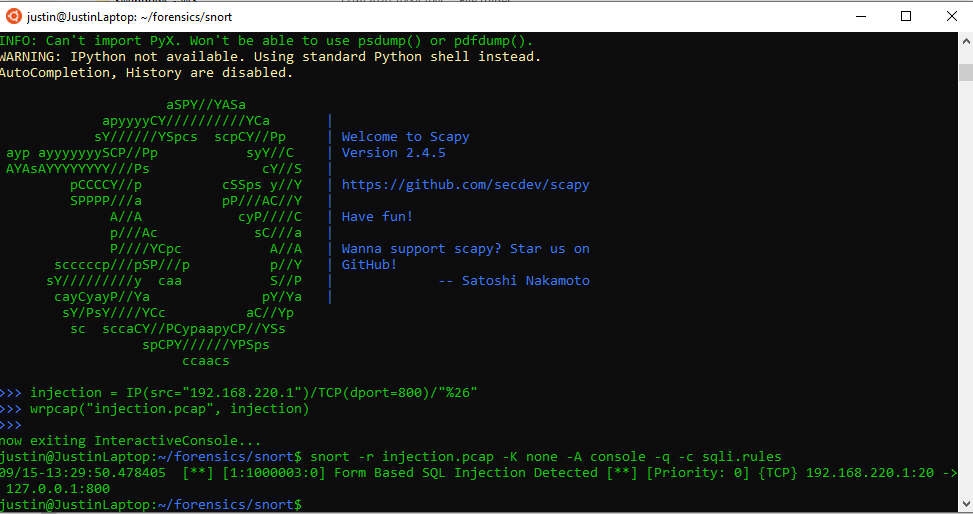 justin@JustinLaptop: ~/forensics/snort
INFO: Can't import PyX. Won't be able to use psdump() or pdfdump().
WARNING: IPython not available. Using standard Python shell instead.
AutoCompletion, History are disabled.
aSPY//YASa
apyyyyCY//////////YCa       |
sY//////YSpcs  scpCY//Pp     | Welcome to Scapy
ayp ayyyyyyySCP//Pp           syY//C    | Version 2.4.5
AYAsAYYYYYYYY///Ps              cY//S    |
pCCCCY//p          cSSps y//Y    | https://github.com/secdev/scapy
SPPPP///a          pP///AC//Y    |
A//A            cyP////C    | Have fun!
p///Ac            sC///a    |
P////YCpc           A//A    | Wanna support scapy? Star us on
scccccp///pSP///p          p//Y    | GitHub!
sY/////////y  caa           S//P    |             -- Satoshi Nakamoto
cayCyayP//Ya              pY/Ya   |
sY/PsY////YCc          aC//Yp
sc  sccaCY//PCypaapyCP//YSs
spCPY//////YPSps
ccaacs
>>> injection = IP(src="192.168.220.1")/TCP(dport=800)/"%26"
>>> wrpcap("injection.pcap", injection)
>>>
now exiting InteractiveConsole...
justin@JustinLaptop:~/forensics/snort$ snort -r injection.pcap -K none -A console -q -c sqli.rules
09/15-13:29:50.478405  [**] [1:1000003:0] Form Based SQL Injection Detected [**] [Priority: 0] {TCP} 192.168.220.1:20 ->
127.0.0.1:800
justin@JustinLaptop:~/forensics/snort$